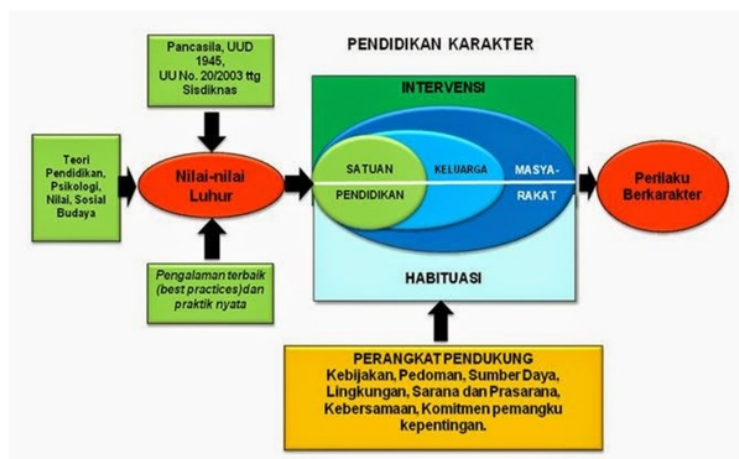 Pancasila, UUD
1945,
UU No. 20/2003 ttg
Sisdiknas
PENDIDIKAN KARAKTER
INTERVENSI
Teori
Pendidikan,
Psikologi,
Nilai, Sosial
Budaya
Nilai-nilai
Luhur
SATUAN
PENDIDIKAN
KELUARGA
MASYA-
RAKAT
Perilaku
Berkarakter
Pengalaman terbaik
(best practices)dan
praktik nyata
HABITUASI
PERANGKAT PENDUKUNG
Kebijakan, Pedoman, Sumber Daya,
Lingkungan, Sarana dan Prasarana,
Kebersamaan, Komitmen pemangku
kepentingan.